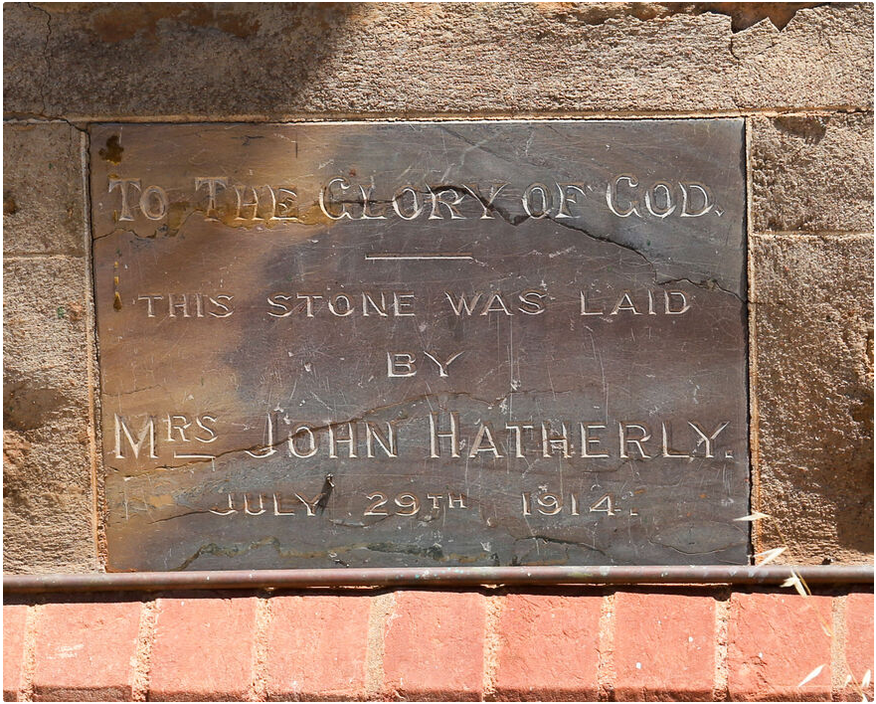 TO THE GLORY OF GOD.
THIS STONE WAS LAID
BY
MRS JOHN HATHERLY.
JULY 29TH 1914.